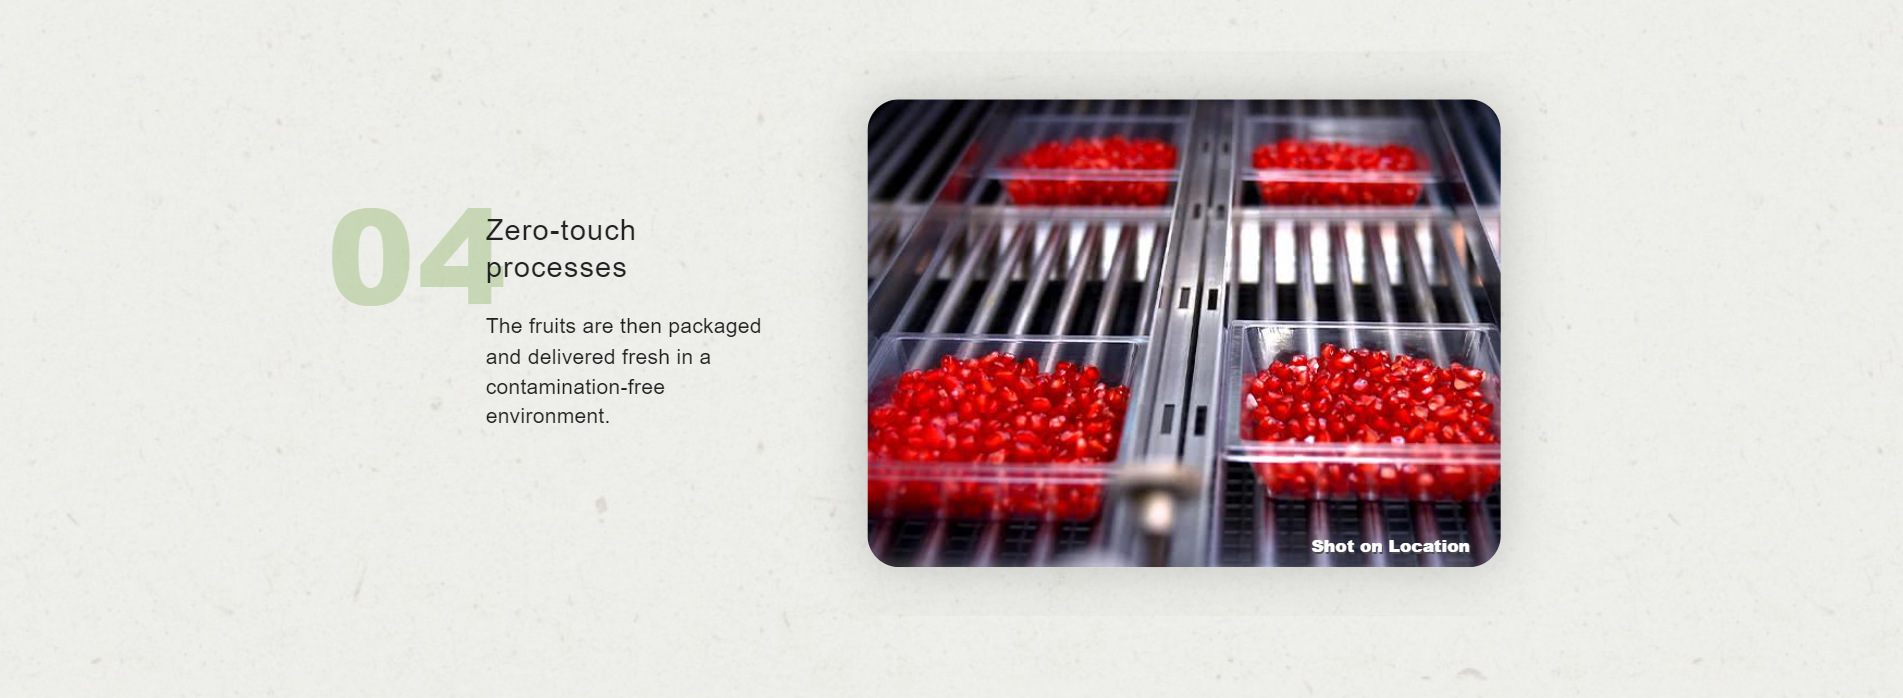 04
Zero-touch
processes
The fruits are then packaged
and delivered fresh in a
contamination-free
environment.
Shot on Location